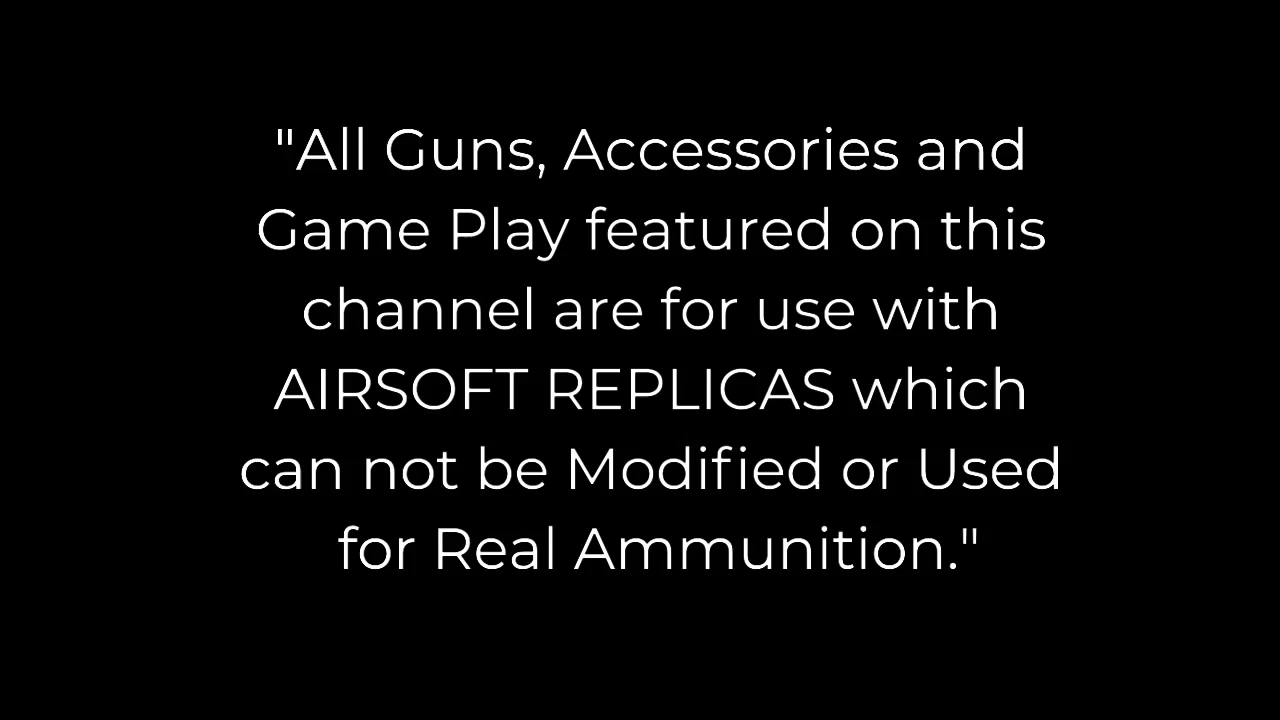 "All Guns, Accessories and
Game Play featured on this
channel are for use with
AIRSOFT REPLICAS which
can not be Modified or Used
for Real Ammunition."